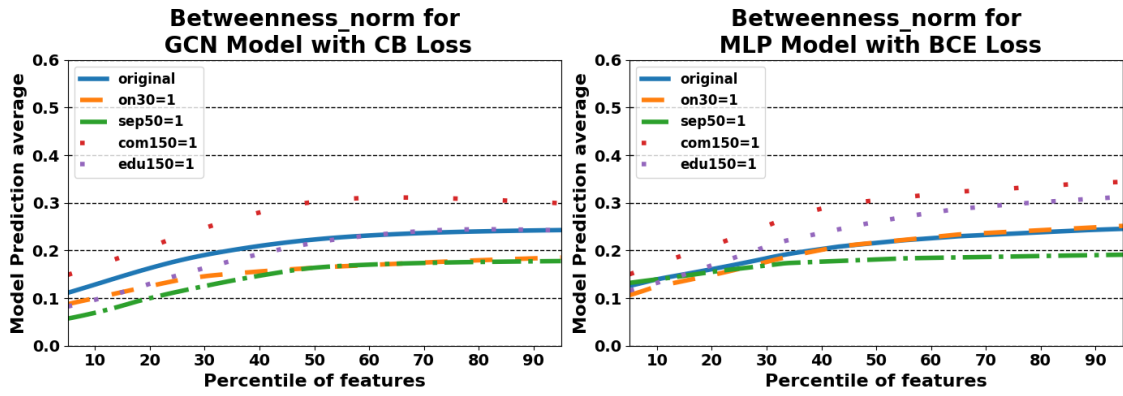 Betweenness_norm for
GCN Model with CB Loss
Model Prediction average
0.6
0.5
0.4
0.3
0.2
0.1
0.0
original
on30=1
sep50=1
com150=1
edu150=1
10 20 30 40 50 60 70 80 90
Percentile of features
Betweenness_norm for
MLP Model with BCE Loss
Model Prediction average
0.6
0.5
0.4
0.3
0.2
0.1
0.0
original
on30=1
sep50=1
com150=1
edu150=1
10 20 30 40 50 60 70 80 90
Percentile of features